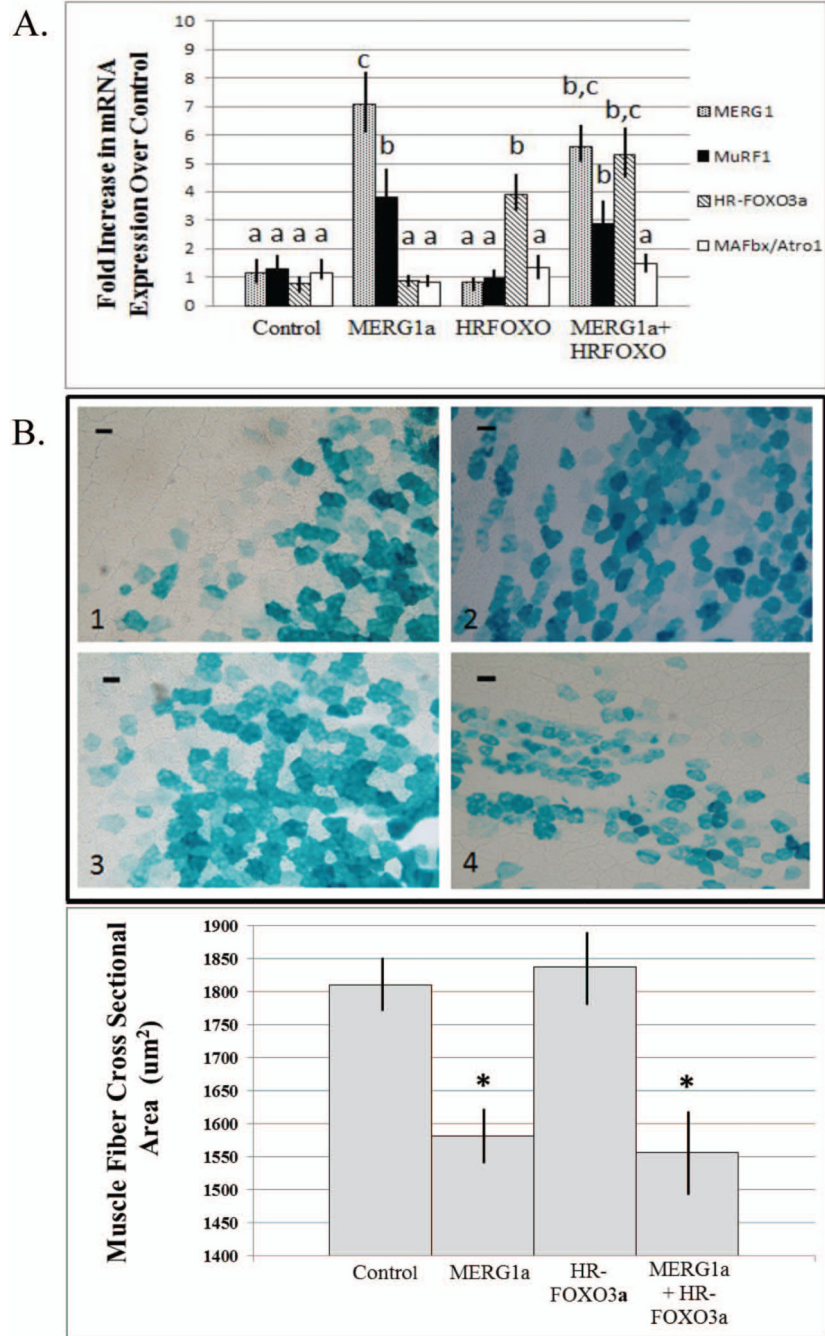 A.
Fold Increase in mRNA
Expression Over Control
10
9
8
7
6
5
4
3
2
1
0
a a a a
c
b
a a
a a
b
a
b,c
b
b,c
a
Control
MERG1a
HRFOXO
MERG1a+
HRFOXO
MERG1
MuRF1
HR-FOXO3a
MAFbx/Atro1
B.
1
2
3
4
Muscle Fiber Cross Sectional
Area (um²)
1900
1850
1800
1750
1700
1650
1600
1550
1500
1450
1400
*
*
Control
MERG1a
HR-
FOXO3a
MERG1a
+ HR-
FOXO3a